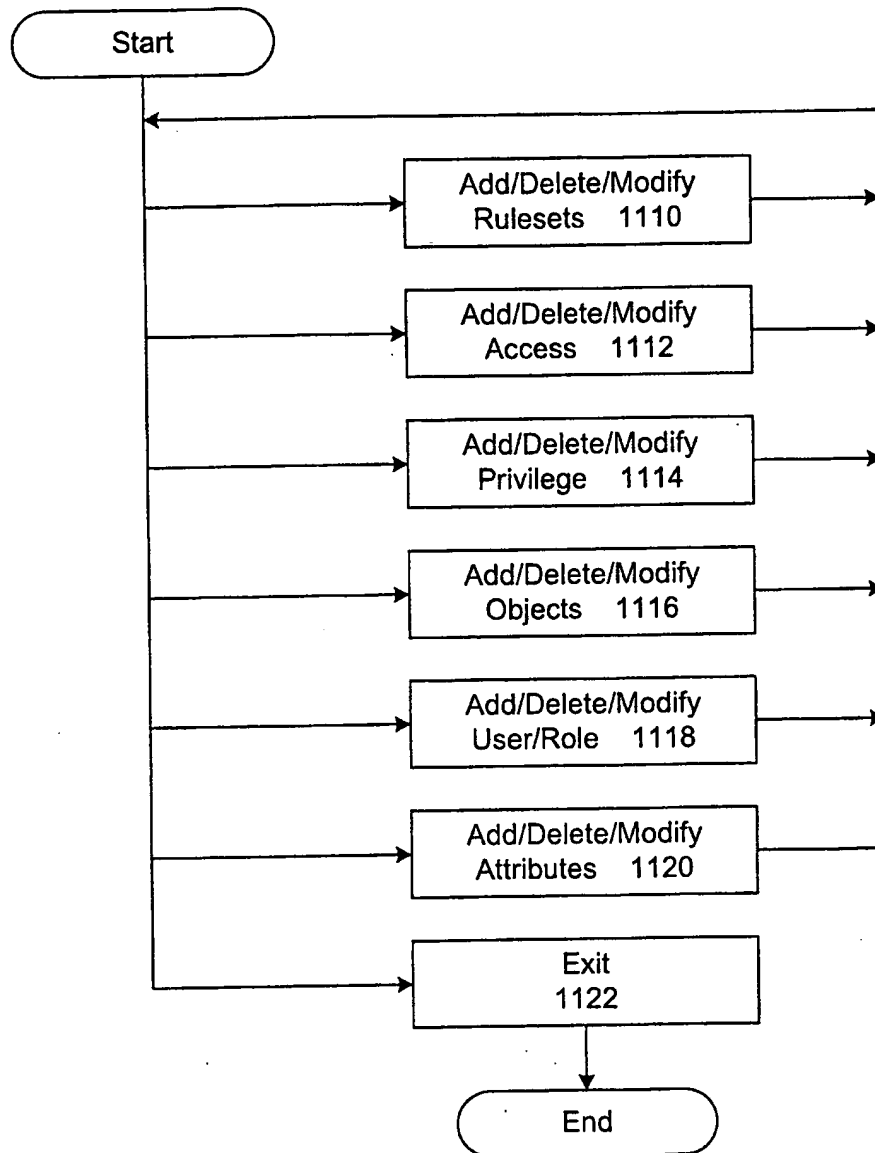 Start
Add/Delete/Modify
Rulesets 1110
Add/Delete/Modify
Access 1112
Add/Delete/Modify
Privilege 1114
Add/Delete/Modify
Objects 1116
Add/Delete/Modify
User/Role 1118
Add/Delete/Modify
Attributes 1120
Exit
1122
End